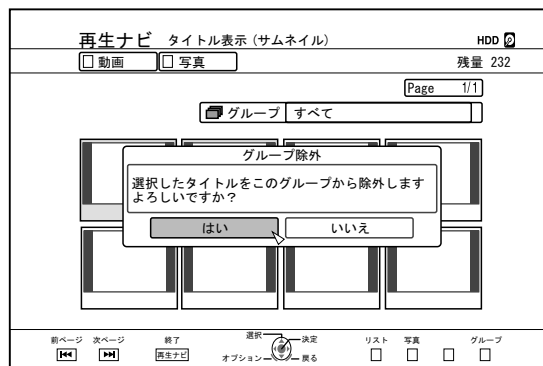 再生ナビ タイトル表示（サムネイル） HDD
動画 写真 残量 232
Page 1/1
グループ すべて
グループ除外
選択したタイトルをこのグループから除外します
よろしいですか？
はい いいえ
前ページ 次ページ 終了 選択 決定 リスト 写真 グループ
再生ナビ オプション 戻る